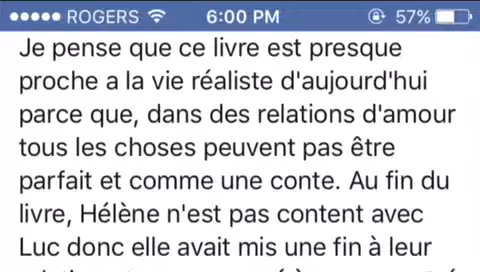 ROGERS 6:00 PM 57%
Je pense que ce livre est presque
proche a la vie réaliste d'aujourd'hui
parce que, dans des relations d'amour
tous les choses peuvent pas être
parfait et comme une conte. Au fin du
livre, Hélène n'est pas content avec
Luc donc elle avait mis une fin à leur